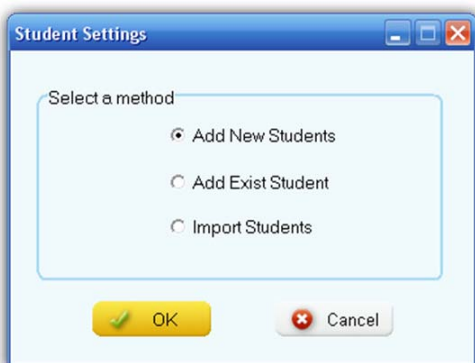 Student Settings
Select a method
Add New Students
Add Exist Student
Import Students
OK
Cancel